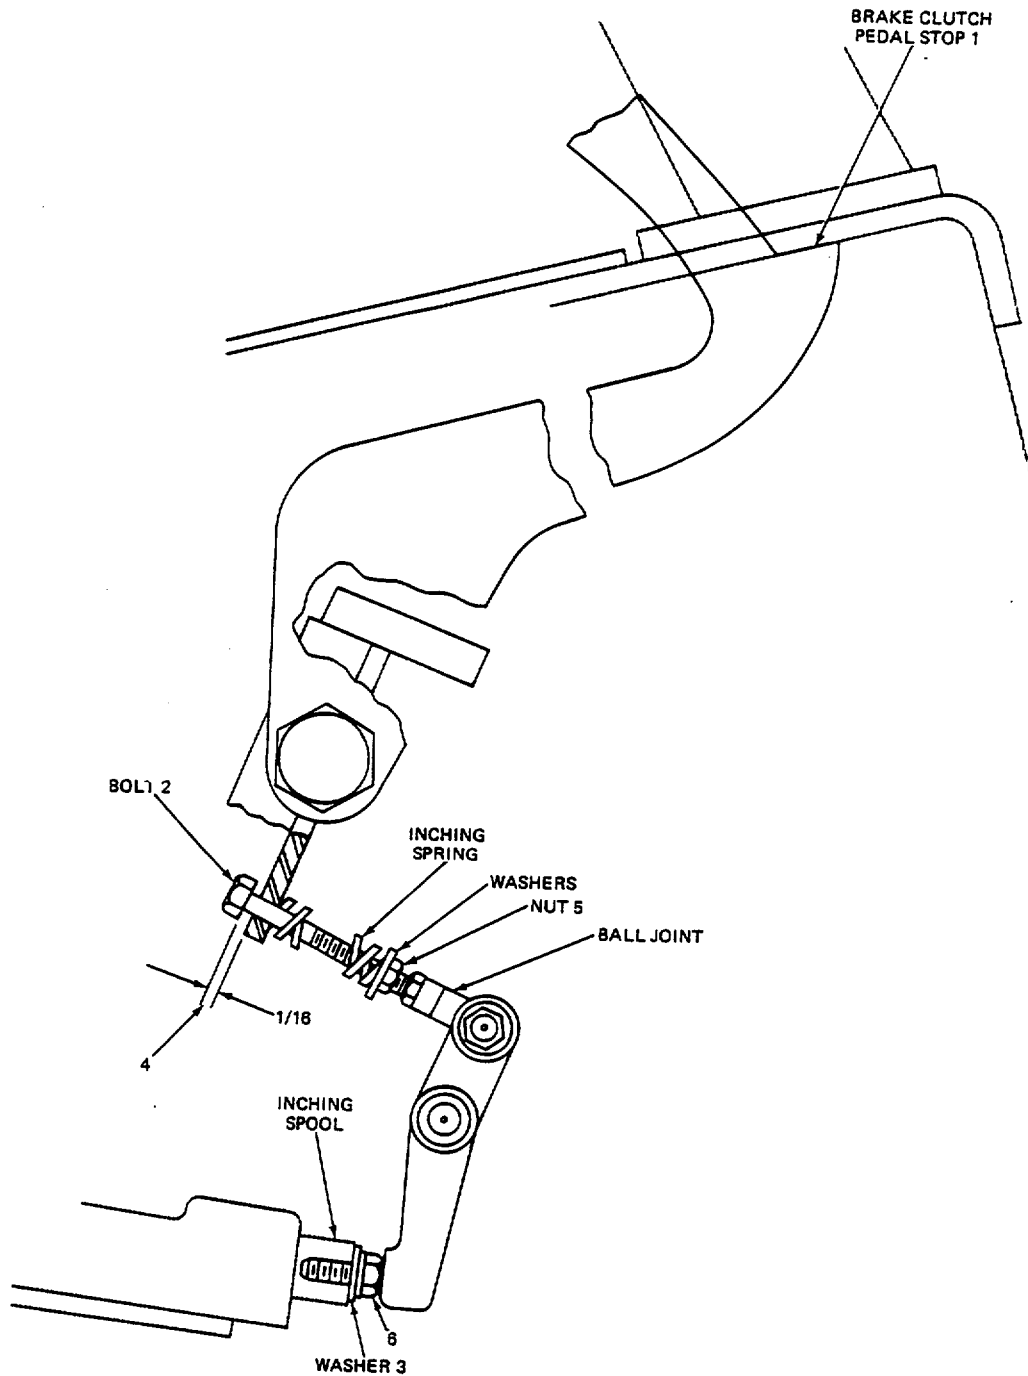 BRAKE CLUTCH
PEDAL STOP 1
BOLT 2
INCHING
SPRING
WASHERS
NUT 5
BALL JOINT
1/16
4
INCHING
SPOOL
6
WASHER 3